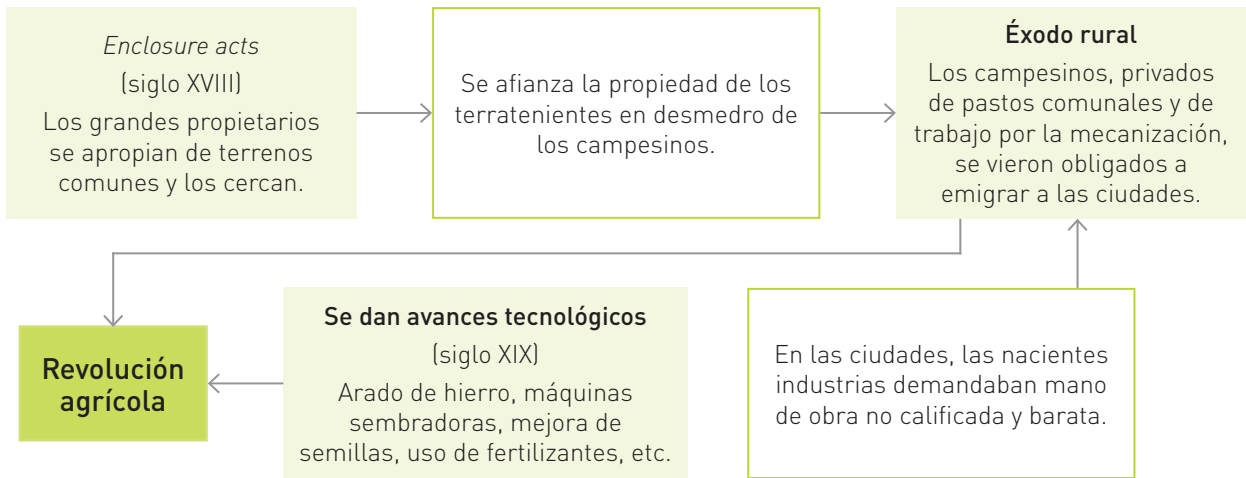 Enclosure acts
(siglo XVIII)
Los grandes propietarios
se apropian de terrenos
comunes y los cercan.
Se afianza la propiedad de los
terratenientes en desmedro de
los campesinos.
Éxodo rural
Los campesinos, privados
de pastos comunales y de
trabajo por la mecanización,
se vieron obligados a
emigrar a las ciudades.
Revolución
agrícola
Se dan avances tecnológicos
(siglo XIX)
Arado de hierro, máquinas
sembradoras, mejora de
semillas, uso de fertilizantes, etc.
En las ciudades, las nacientes
industrias demandaban mano
de obra no calificada y barata.